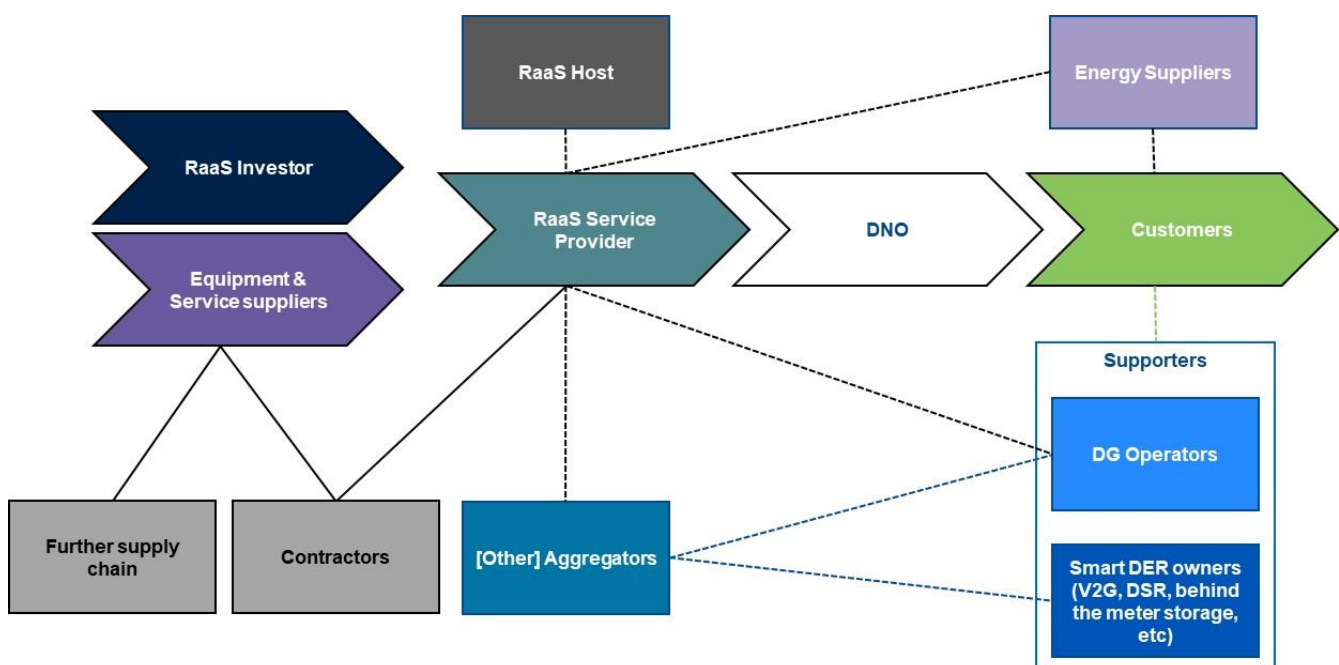 RaaS Host
Energy Suppliers
RaaS Investor
RaaS Service
Provider
DNO
Customers
Equipment &
Service suppliers
Supporters
DG Operators
Further supply
chain
Contractors
[Other] Aggregators
Smart DER owners
(V2G, DSR, behind
the meter storage,
etc)